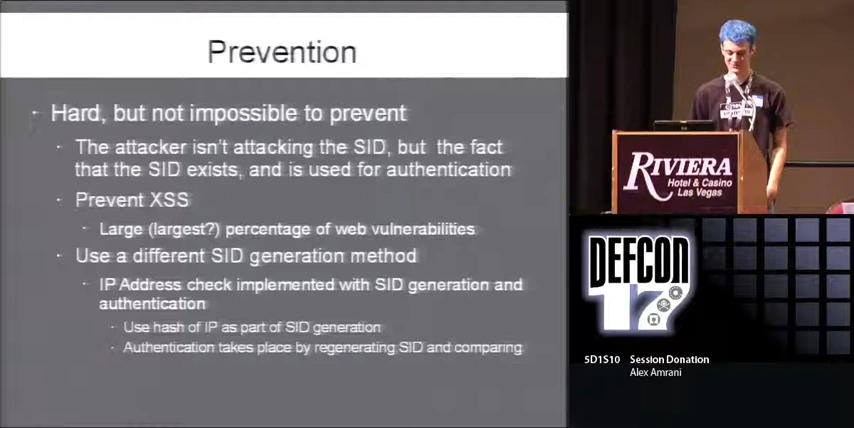 Prevention
Hard, but not impossible to prevent
The attacker isn't attacking the SID, but the fact
that the SID exists, and is used for authentication
Prevent XSS
Large (largest?) percentage of web vulnerabilities
Use a different SID generation method
IP Address check implemented with SID generation and
authentication
Use hash of IP as part of SID generation
Authentication takes place by regenerating SID and comparing
RIVIERA
Hotel & Casino
Las Vegas
DEFCON
17
5D1S10 Session Donation
Alex Amrani